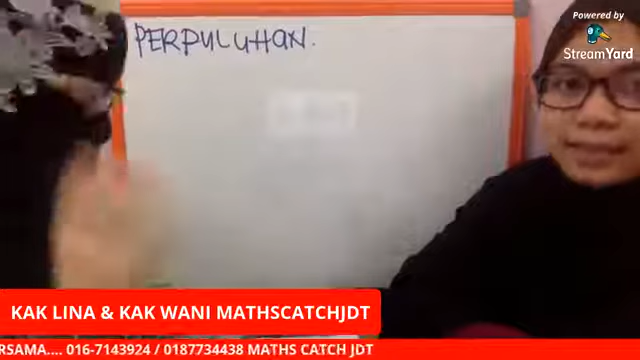 Powered by
StreamYard
PERPULUHAN.
KAK LINA & KAK WANI MATHSCATCHJDT
RSAMA.... 016-7143924 / 0187734438 MATHS CATCH JDT